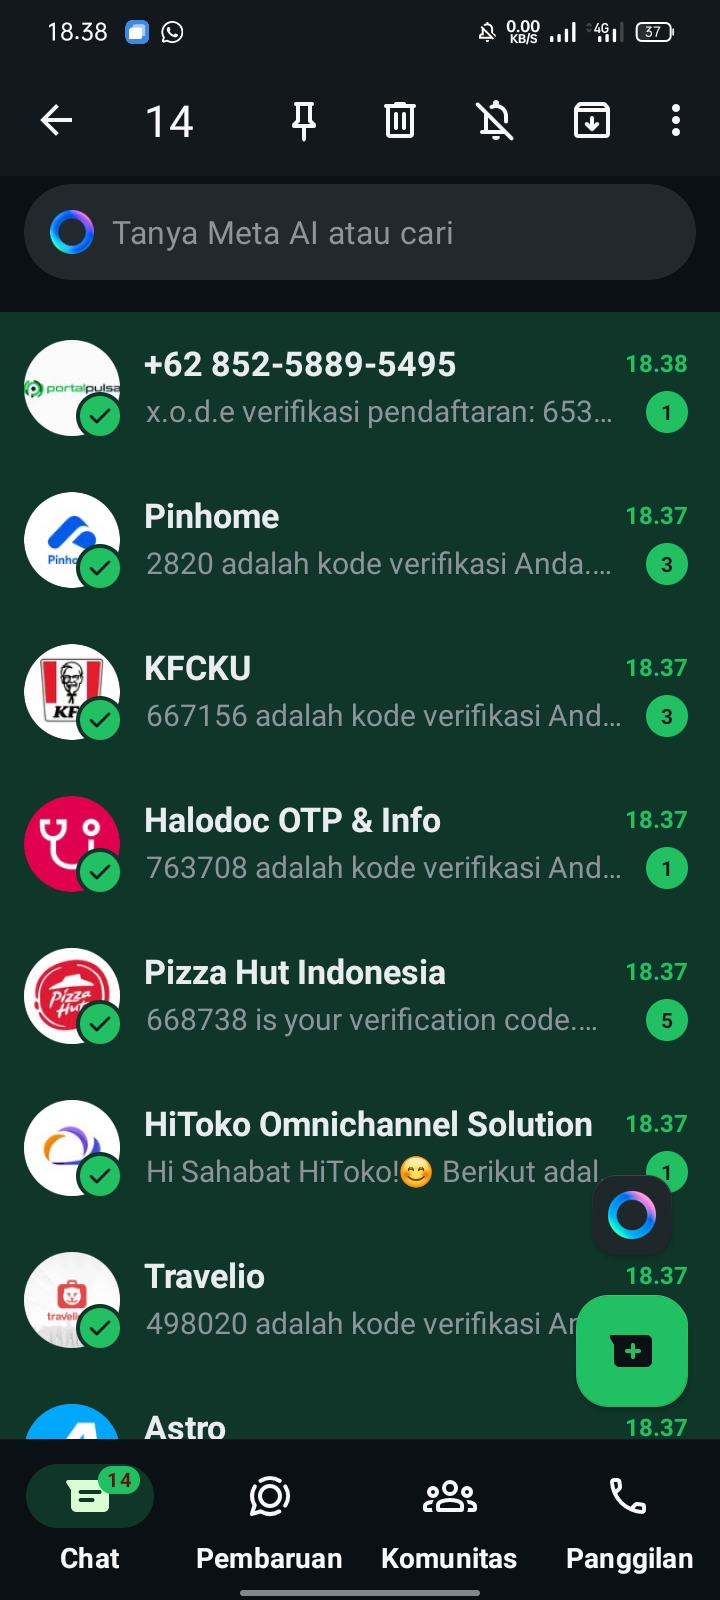 18.38
0.00
KB/S
4G
37
14
Tanya Meta AI atau cari
portalpulsa
+62 852-5889-5495
18.38
x.o.d.e verifikasi pendaftaran: 653...
1
Pinhome
18.37
2820 adalah kode verifikasi Anda....
3
KFCKU
18.37
667156 adalah kode verifikasi And...
3
Halodoc OTP & Info
18.37
763708 adalah kode verifikasi And...
1
Pizza Hut
Pizza Hut Indonesia
18.37
668738 is your verification code....
5
HiToko Omnichannel Solution
18.37
Hi Sahabat HiToko!😊 Berikut adal...
1
Travelio
18.37
498020 adalah kode verifikasi
Astro
18.37
14
Chat
Pembaruan
Komunitas
Panggilan